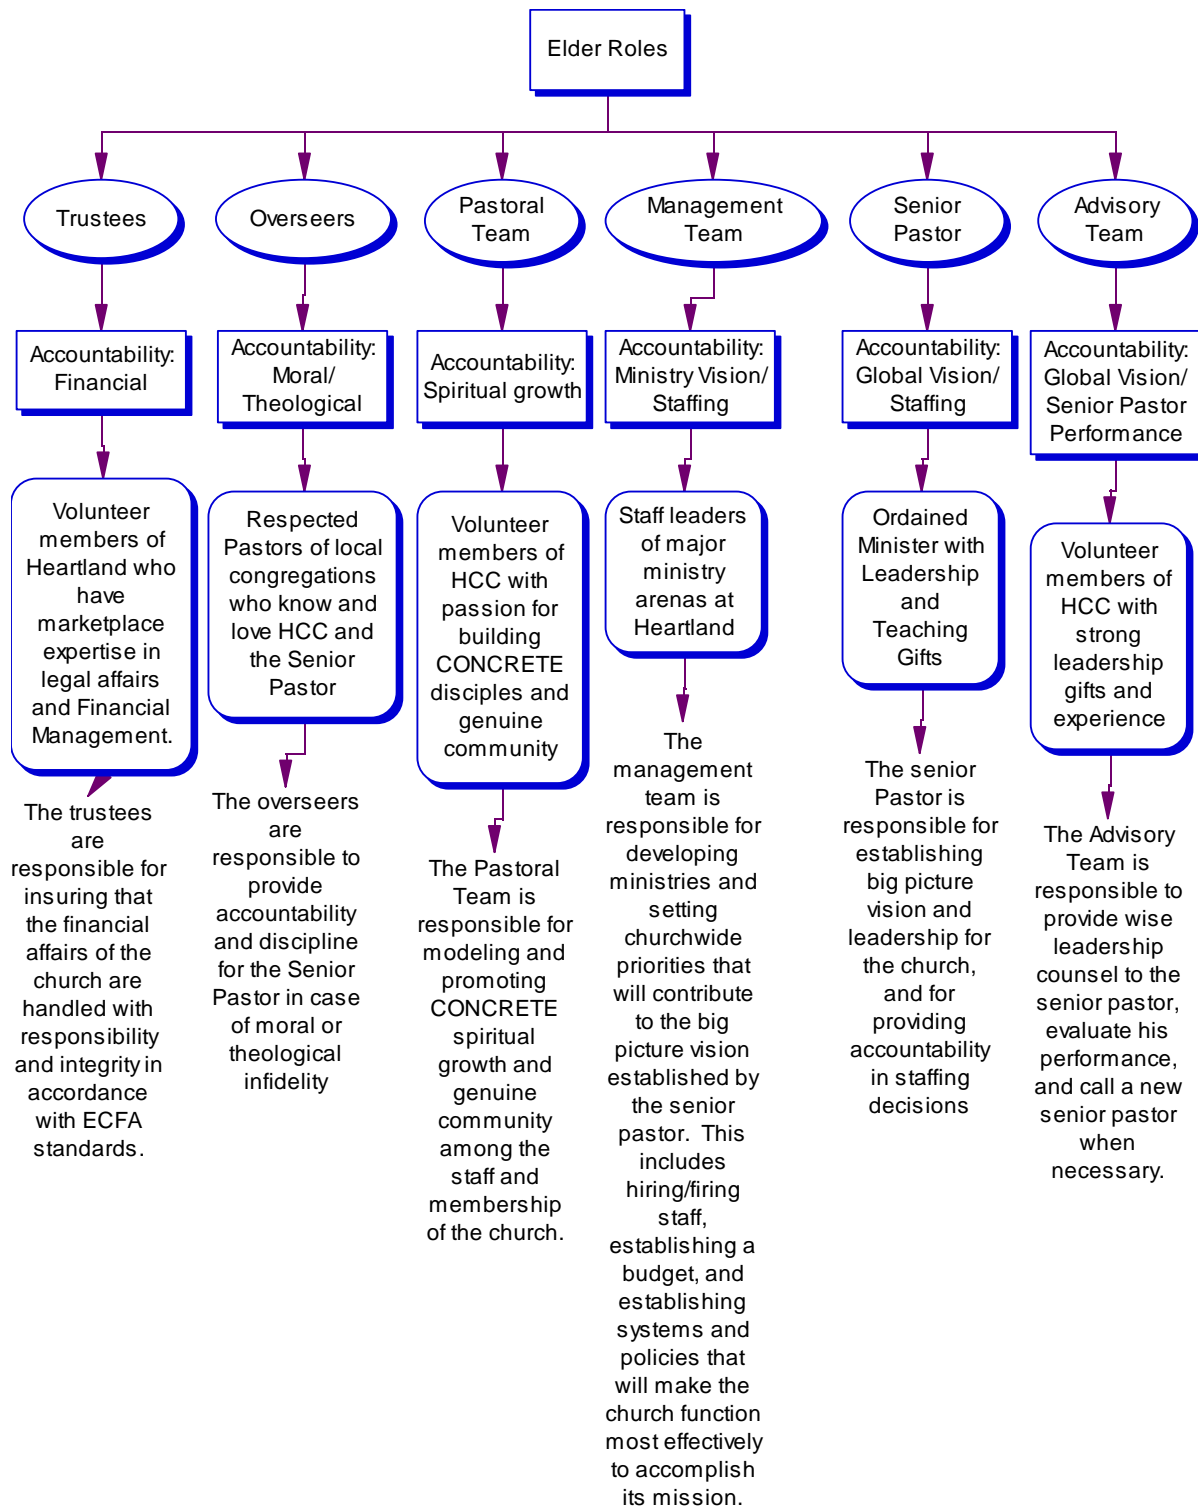 Elder Roles
Trustees
Overseers
Pastoral
Team
Management
Team
Senior
Pastor
Advisory
Team
Accountability:
Financial
Accountability:
Moral/
Theological
Accountability:
Spiritual growth
Accountability:
Ministry Vision/
Staffing
Accountability:
Global Vision/
Staffing
Accountability:
Global Vision/
Senior Pastor
Performance
Volunteer
members of
Heartland who
have
marketplace
expertise in
legal affairs
and Financial
Management.
Respected
Pastors of local
congregations
who know and
love HCC and
the Senior
Pastor
Volunteer
members of
HCC with
passion for
building
CONCRETE
disciples and
genuine
community
Staff leaders
of major
ministry
arenas at
Heartland
Ordained
Minister with
Leadership
and
Teaching
Gifts
Volunteer
members of
HCC with
strong
leadership
gifts and
experience
The trustees
are
responsible for
insuring that
the financial
affairs of the
church are
handled with
responsibility
and integrity in
accordance
with ECFA
standards.
The overseers
are
responsible to
provide
accountability
and discipline
for the Senior
Pastor in case
of moral or
theological
infidelity
The Pastoral
Team is
responsible for
modeling and
promoting
CONCRETE
spiritual
growth and
genuine
community
among the
staff and
membership
of the church.
The
management
team is
responsible for
developing
ministries and
setting
churchwide
priorities that
will contribute
to the big
picture vision
established by
the senior
pastor.  This
includes
hiring/firing
staff,
establishing a
budget, and
establishing
systems and
policies that
will make the
church function
most effectively
to accomplish
its mission.
The senior
Pastor is
responsible for
establishing
big picture
vision and
leadership for
the church,
and for
providing
accountability
in staffing
decisions
The Advisory
Team is
responsible to
provide wise
leadership
counsel to the
senior pastor,
evaluate his
performance,
and call a new
senior pastor
when
necessary.